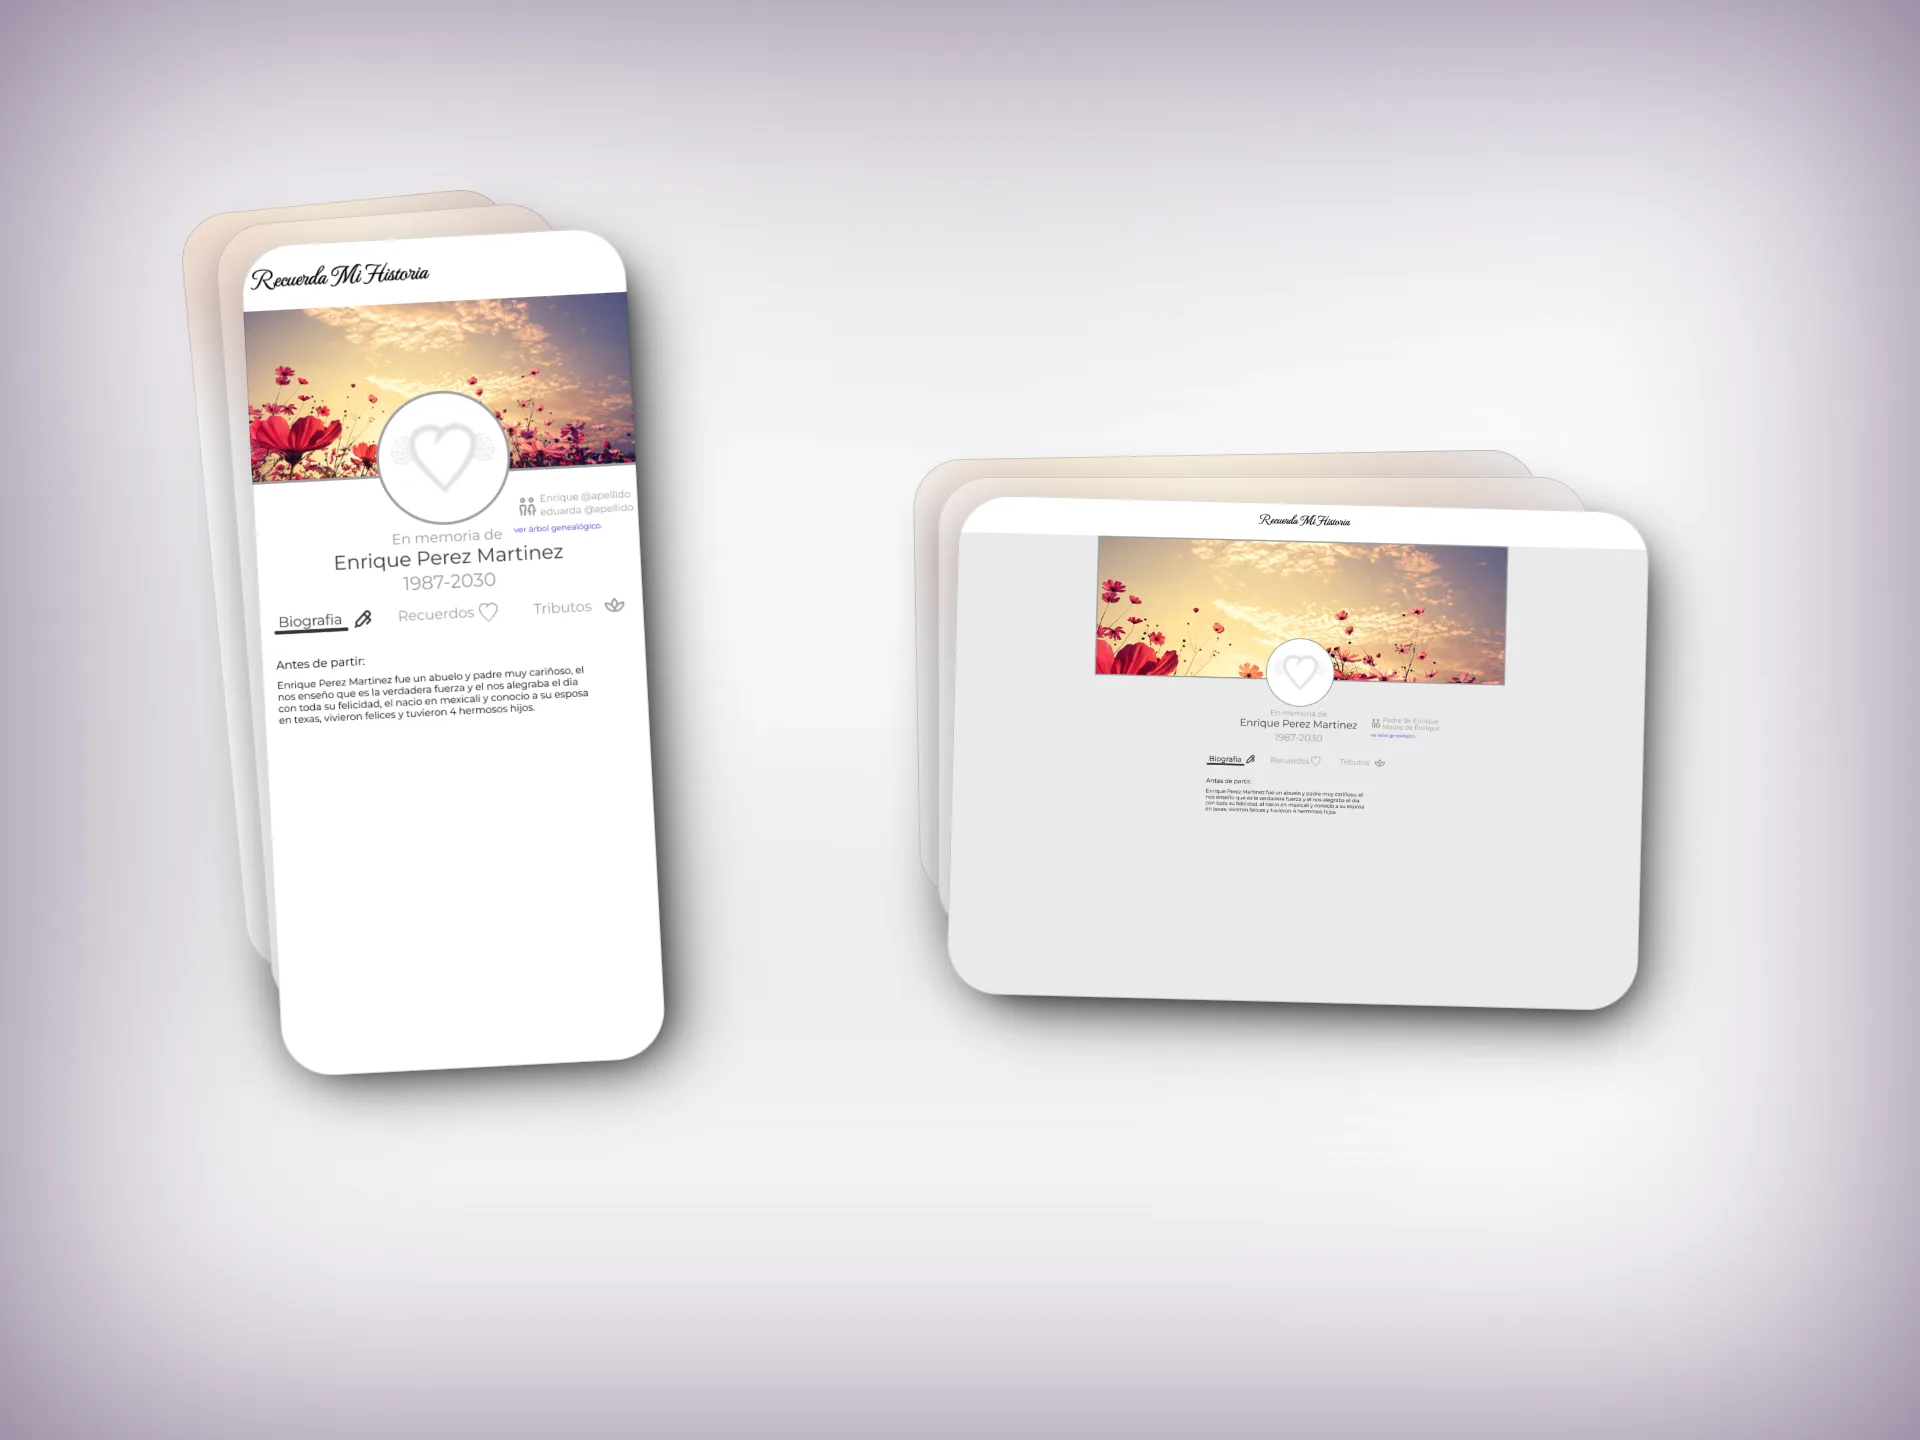 Recuerda Mi Historia
Enrique @apellido
eduarda @apellido
ver árbol genealógico.
En memoria de
Enrique Perez Martinez
1987-2030
Biografia
Recuerdos
Tributos
Antes de partir:
Enrique Perez Martinez fue un abuelo y padre muy cariñoso, el
nos enseño que es la verdadera fuerza y el nos alegraba el dia
con toda su felicidad, el nacio en mexicali y conocio a su esposa
en texas, vivieron felices y tuvieron 4 hermosos hijos.
Recuerda Mi Historia
En memoria de
Enrique Perez Martinez
1987-2030
Padre de Enrique
Madre de Enrique
ver árbol genealógico.
Biografia
Recuerdos
Tributos
Antes de partir:
Enrique Perez Martinez fue un abuelo y padre muy cariñoso, el
nos enseño que es la verdadera fuerza y el nos alegraba el dia
con toda su felicidad, el nacio en mexicali y conocio a su esposa
en texas, vivieron felices y tuvieron 4 hermosos hijos.